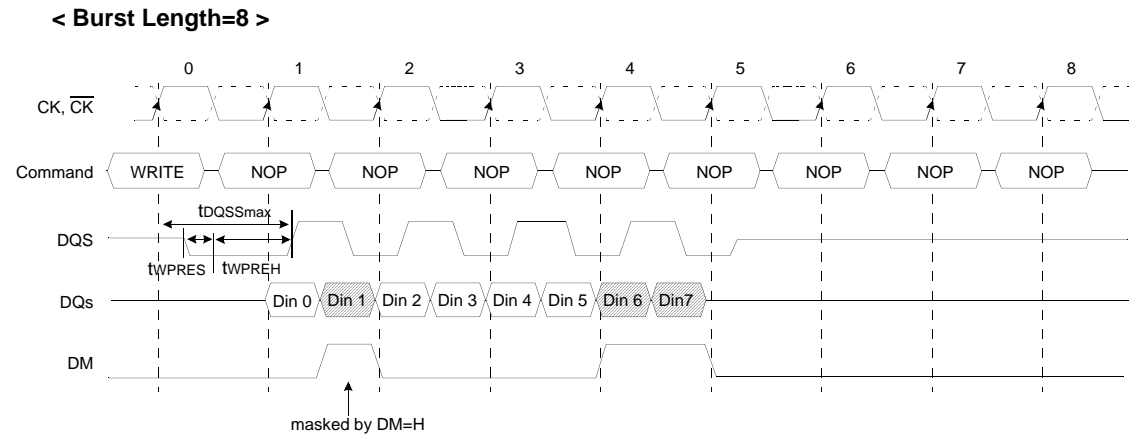 < Burst Length=8 >
0 1 2 3 4 5 6 7 8
CK, CK
Command WRITE NOP NOP NOP NOP NOP NOP NOP NOP
tDQSSmax
DQS
tWPRES tWPREH
DQs Din 0 Din 1 Din 2 Din 3 Din 4 Din 5 Din 6 Din7
DM
masked by DM=H